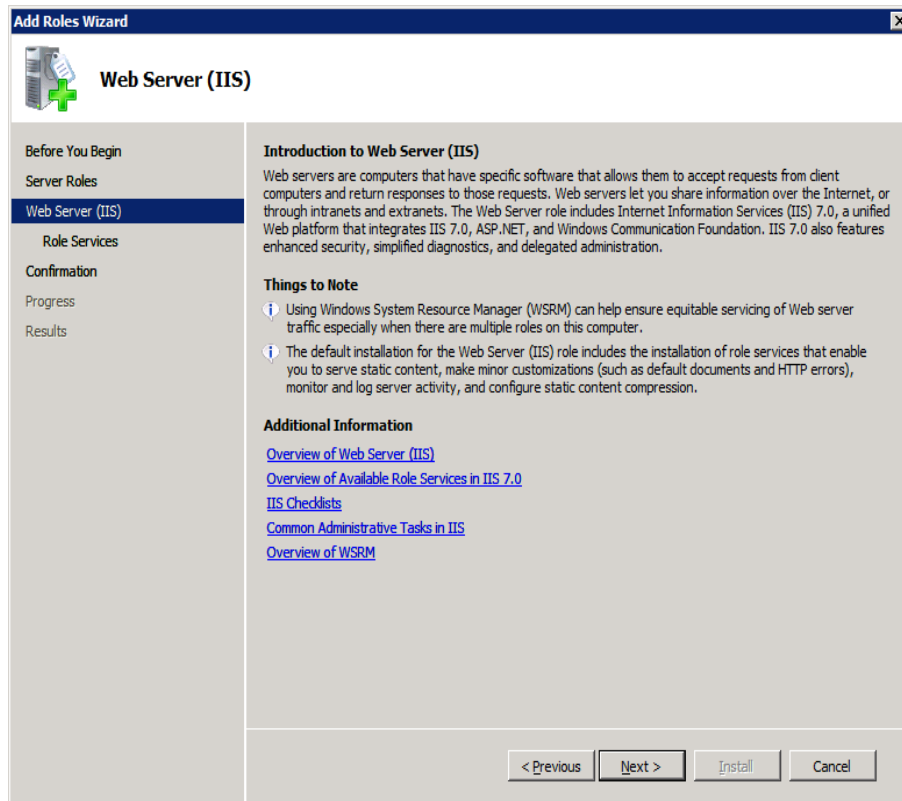 Add Roles Wizard
Web Server (IIS)
Before You Begin
Server Roles
Web Server (IIS)
Role Services
Confirmation
Progress
Results
Introduction to Web Server (IIS)
Web servers are computers that have specific software that allows them to accept requests from client
computers and return responses to those requests. Web servers let you share information over the Internet, or
through intranets and extranets. The Web Server role includes Internet Information Services (IIS) 7.0, a unified
Web platform that integrates IIS 7.0, ASP.NET, and Windows Communication Foundation. IIS 7.0 also features
enhanced security, simplified diagnostics, and delegated administration.
Things to Note
Using Windows System Resource Manager (WSRM) can help ensure equitable servicing of Web server
traffic especially when there are multiple roles on this computer.
The default installation for the Web Server (IIS) role includes the installation of role services that enable
you to serve static content, make minor customizations (such as default documents and HTTP errors),
monitor and log server activity, and configure static content compression.
Additional Information
Overview of Web Server (IIS)
Overview of Available Role Services in IIS 7.0
IIS Checklists
Common Administrative Tasks in IIS
Overview of WSRM
< Previous
Next >
Install
Cancel